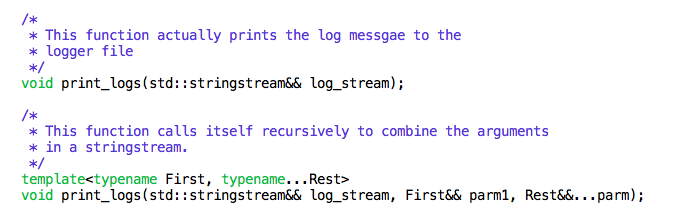 /*
 * This function actually prints the log messgae to the
 * logger file
 */
void print_logs(std::stringstream&& log_stream);

/*
 * This function calls itself recursively to combine the arguments
 * in a stringstream.
 */
template<typename First, typename...Rest>
void print_logs(std::stringstream&& log_stream, First&& parm1, Rest&&...parm);